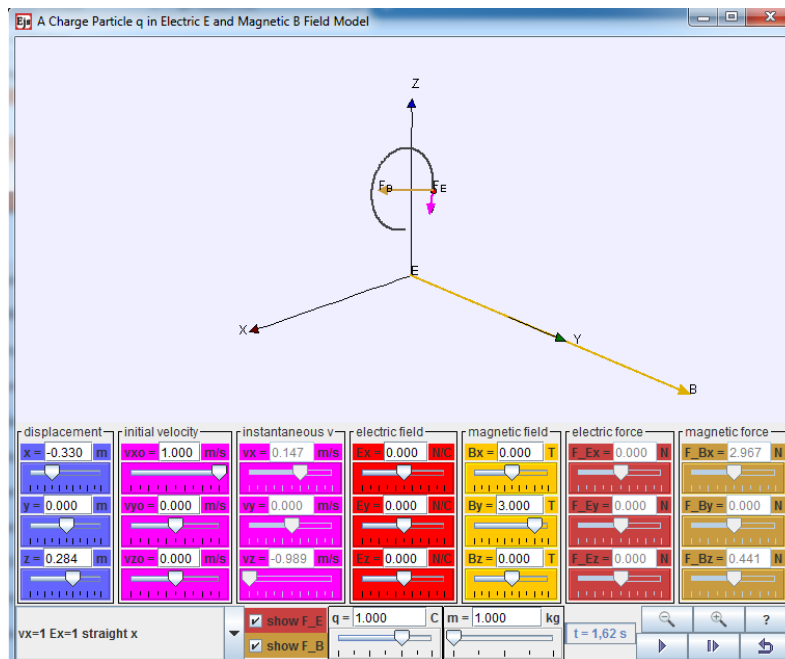 Ejs A Charge Particle q in Electric E and Magnetic B Field Model
Z
F_B F_E
E
X
Y
B
displacement initial velocity instantaneous v electric field magnetic field electric force magnetic force
x = -0.330 m vxo = 1.000 m/s vx = 0.147 m/s Ex = 0.000 N/C Bx = 0.000 T F_Ex = 0.000 N F_Bx = 2.967 N
y = 0.000 m vyo = 0.000 m/s vy = 0.000 m/s Ey = 0.000 N/C By = 3.000 T F_Ey = 0.000 N F_By = 0.000 N
z = 0.284 m vzo = 0.000 m/s vz = -0.989 m/s Ez = 0.000 N/C Bz = 0.000 T F_Ez = 0.000 N F_Bz = 0.441 N
vx=1 Ex=1 straight x
show F_E
show F_B
q = 1.000 C m = 1.000 kg
t = 1,62 s
?